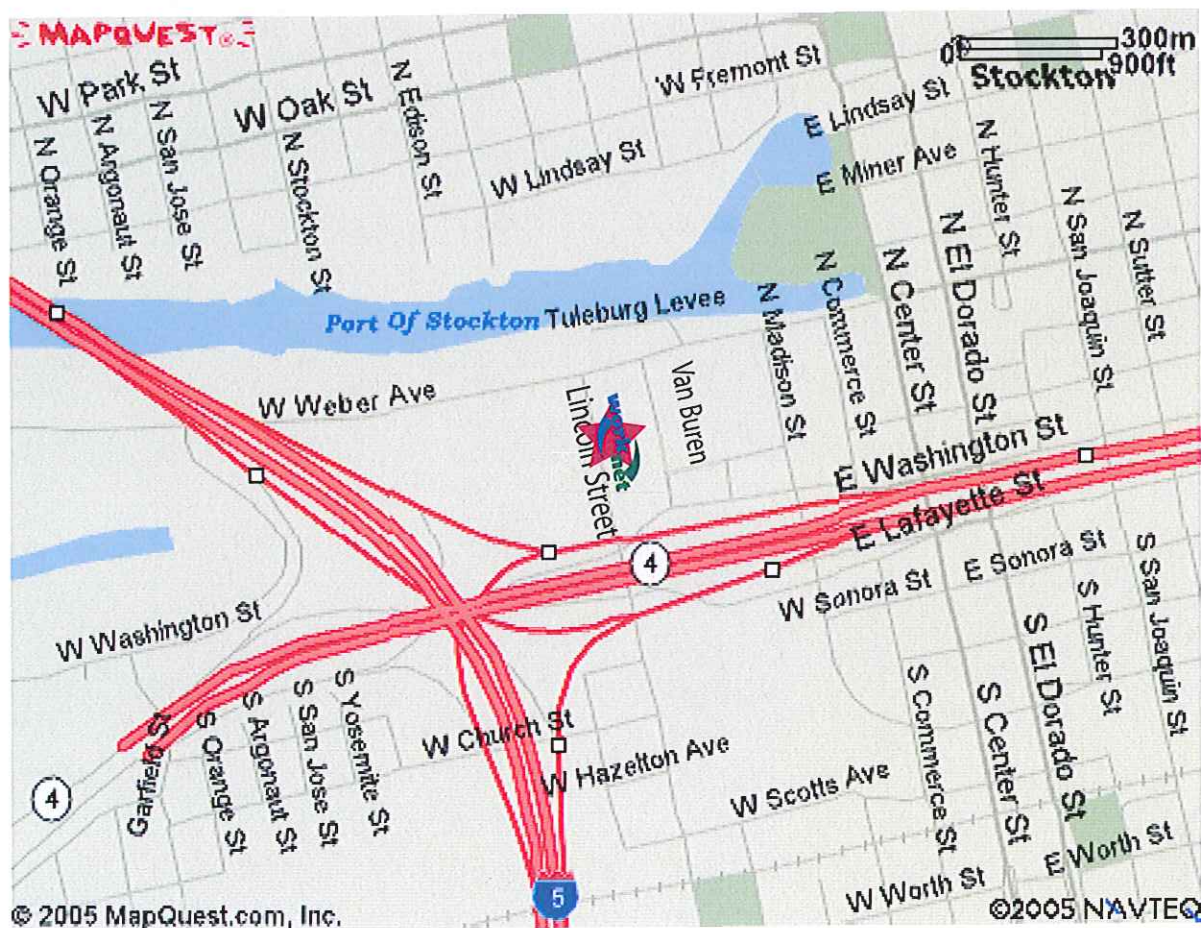 MAPQUEST®
300m
0
900ft
Stockton
W Park St
W Oak St
N Edison St
W Fremont St
E Lindsay St
N Orange St
N Argonaut St
N San Jose St
N Stockton St
W Lindsay St
E Miner Ave
N Hunter St
N San Joaquin St
N Sutter St
N El Dorado St
N Center St
N Commerce St
N Madison St
Port Of Stockton
Tuleburg Levee
W Weber Ave
Lincoln Street
worknet
Van Buren
E Washington St
E Lafayette St
4
W Sonora St
E Sonora St
S San Joaquin St
S Hunter St
W Washington St
S El Dorado St
S Center St
S Commerce St
S Yosemite St
S San Jose St
S Argonaut St
S Orange St
Garfield St
W Church St
W Hazelton Ave
W Scotts Ave
4
E Worth St
W Worth St
5
© 2005 MapQuest.com, Inc.
©2005 NAVTEQ